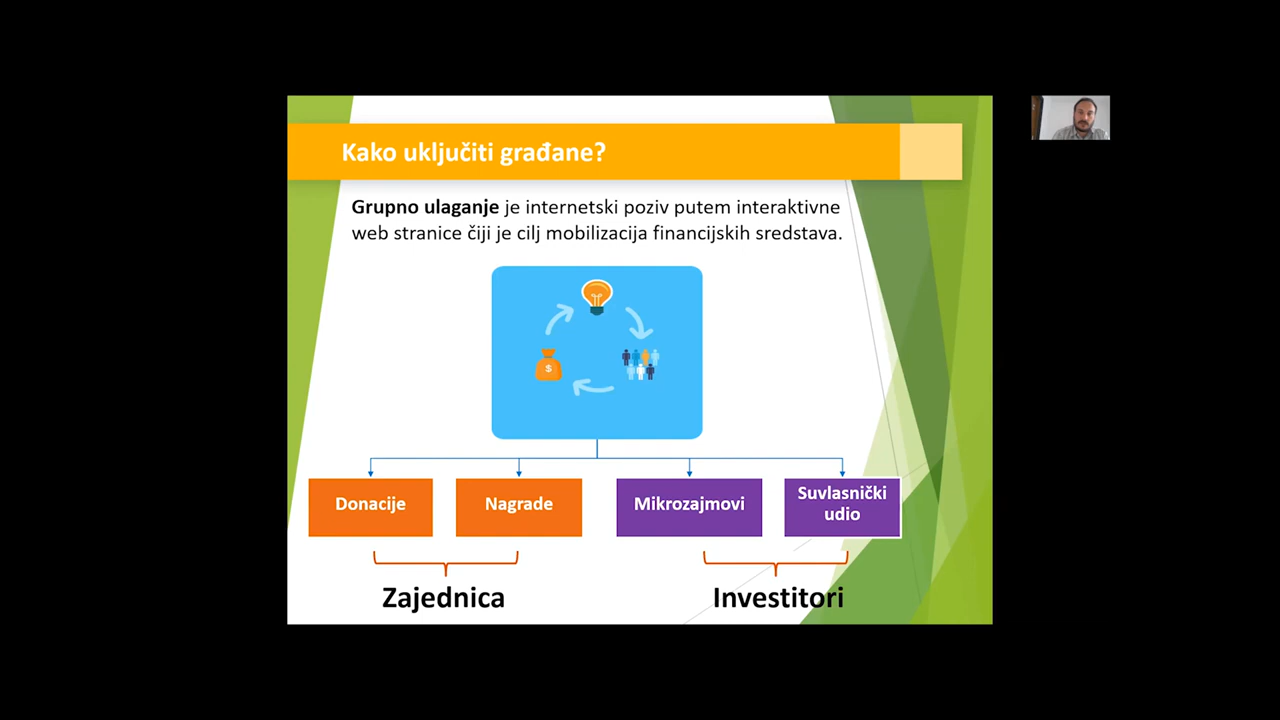 Kako uključiti građane?
Grupno ulaganje je internetski poziv putem interaktivne
web stranice čiji je cilj mobilizacija financijskih sredstava.
$
Donacije
Nagrade
Mikrozajmovi
Suvlasnički
udio
Zajednica
Investitori